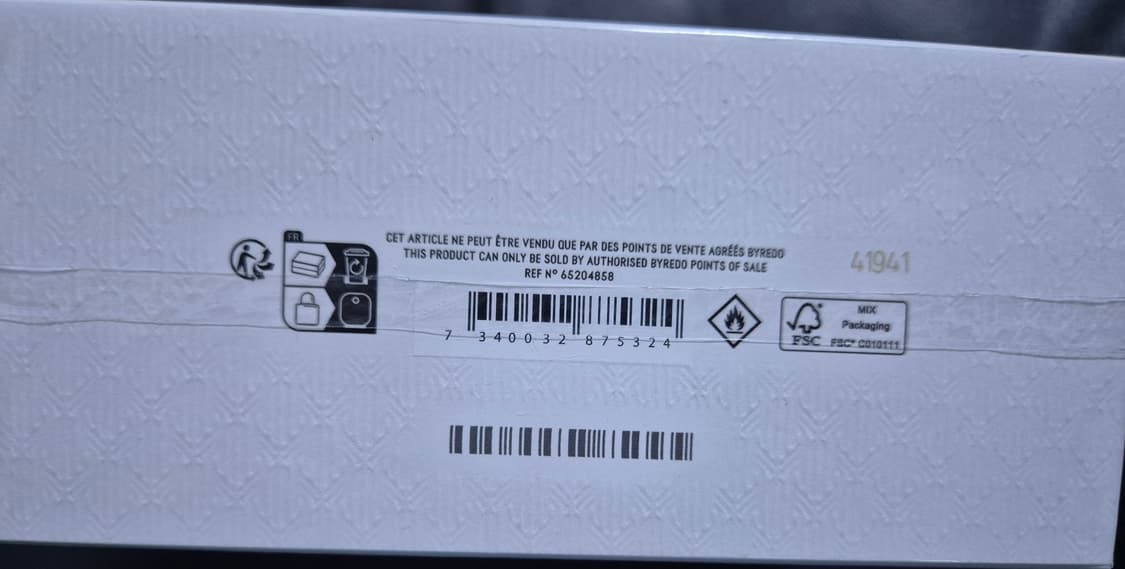 FR
CET ARTICLE NE PEUT ÊTRE VENDU QUE PAR DES POINTS DE VENTE AGRÉÉS BYREDO
THIS PRODUCT CAN ONLY BE SOLD BY AUTHORISED BYREDO POINTS OF SALE
REF Nº 65204858
41941
7 340032 875324
FSC
MIX
Packaging
FSC® C010111